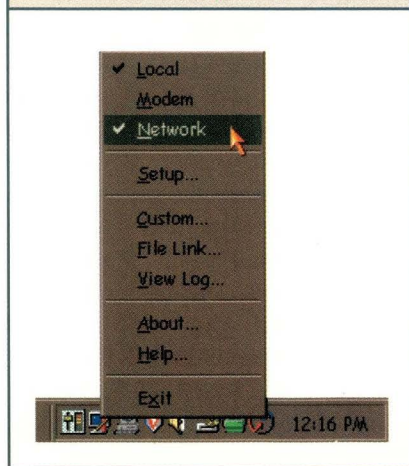 Local
Modem
Network
Setup...
Custom...
File Link...
View Log...
About...
Help...
Exit
12:16 PM